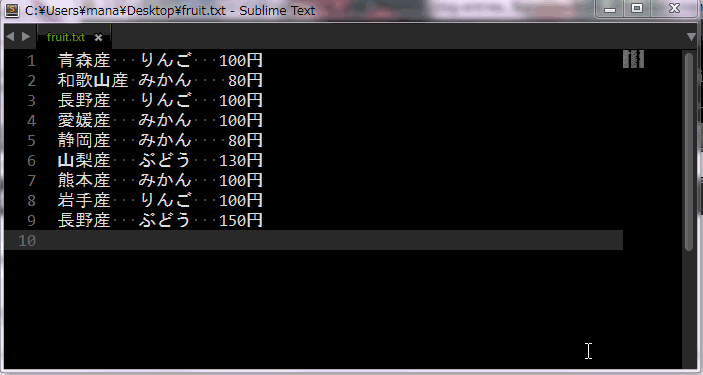 C:¥Users¥mana¥Desktop¥fruit.txt - Sublime Text
fruit.txt
1 青森産···りんご···100円
2 和歌山産·みかん····80円
3 長野産···りんご···100円
4 愛媛産···みかん···100円
5 静岡産···みかん····80円
6 山梨産···ぶどう···130円
7 熊本産···みかん···100円
8 岩手産···りんご···100円
9 長野産···ぶどう···150円
10